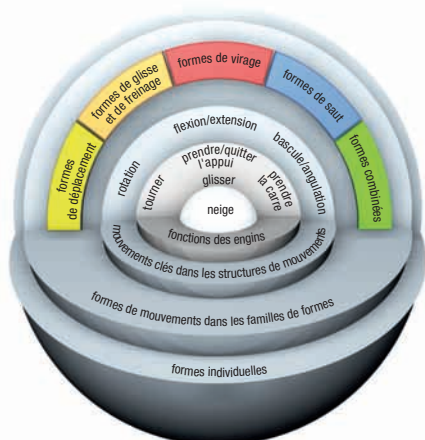 formes de virage
formes de glisse
et de freinage
formes de saut
formes
de déplacement
formes combinées
flexion/extension
rotation
bascule/angulation
prendre/quitter
l'appui
tourner
glisser
prendre
la carre
neige
fonctions des engins
mouvements clés dans les structures de mouvements
formes de mouvements dans les familles de formes
formes individuelles